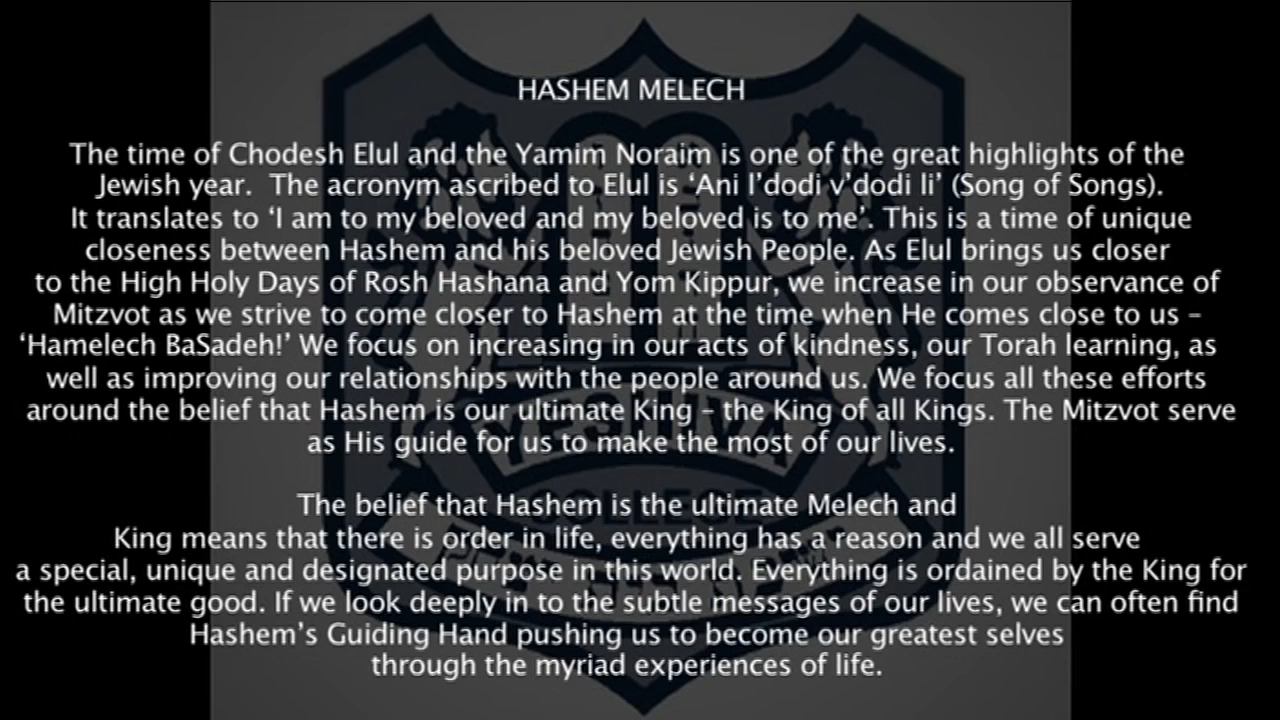 HASHEM MELECH
The time of Chodesh Elul and the Yamim Noraim is one of the great highlights of the
Jewish year.  The acronym ascribed to Elul is ‘Ani l’dodi v’dodi li’ (Song of Songs).
It translates to ‘I am to my beloved and my beloved is to me’. This is a time of unique
closeness between Hashem and his beloved Jewish People. As Elul brings us closer
to the High Holy Days of Rosh Hashana and Yom Kippur, we increase in our observance of
Mitzvot as we strive to come closer to Hashem at the time when He comes close to us –
‘Hamelech BaSadeh!’ We focus on increasing in our acts of kindness, our Torah learning, as
well as improving our relationships with the people around us. We focus all these efforts
around the belief that Hashem is our ultimate King – the King of all Kings. The Mitzvot serve
as His guide for us to make the most of our lives.
The belief that Hashem is the ultimate Melech and
King means that there is order in life, everything has a reason and we all serve
a special, unique and designated purpose in this world. Everything is ordained by the King for
the ultimate good. If we look deeply in to the subtle messages of our lives, we can often find
Hashem’s Guiding Hand pushing us to become our greatest selves
through the myriad experiences of life.
YESHIVA
COLLEGE